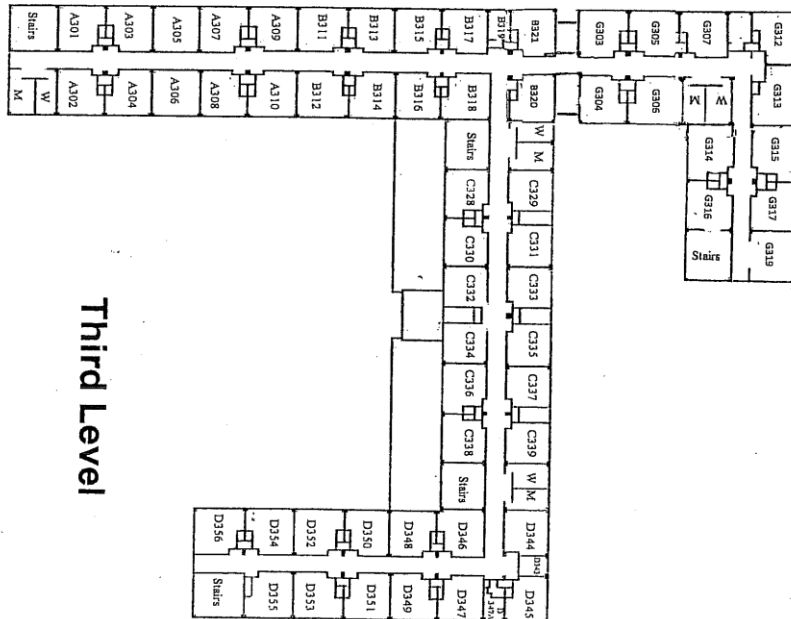 Stairs
A301
A303
A305
A307
A309
B311
B313
B315
B317
B319
B321
G303
G305
G307
G312
M
W
A302
A304
A306
A308
A310
B312
B314
B316
B318
B320
G304
G306
M
W
G313
Stairs
W
M
G314
G315
C328
C329
G316
G317
C330
C331
Stairs
G319
C332
C333
C334
C335
C336
C337
C338
C339
Stairs
W
M
Third Level
D356
D354
D352
D350
D348
D346
D344
D343
Stairs
D355
D353
D351
D349
D347
D
347A
D345